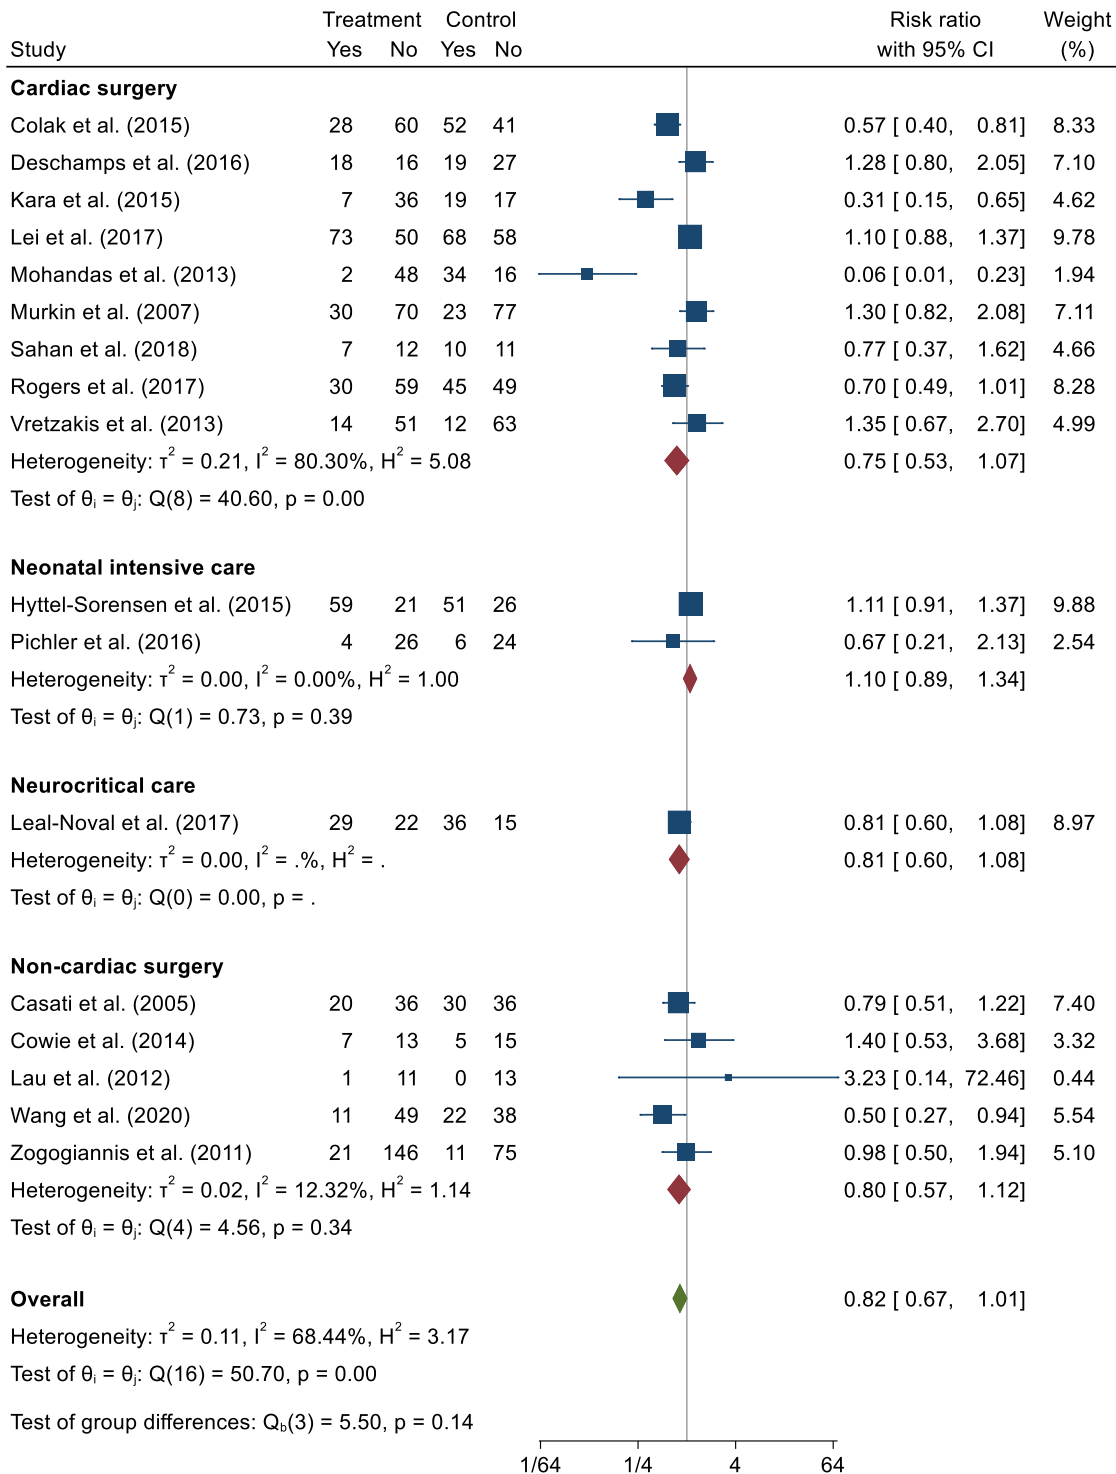 Treatment Control Risk ratio Weight
Study Yes No Yes No with 95% CI (%)
Cardiac surgery
Colak et al. (2015) 28 60 52 41 0.57 [ 0.40, 0.81] 8.33
Deschamps et al. (2016) 18 16 19 27 1.28 [ 0.80, 2.05] 7.10
Kara et al. (2015) 7 36 19 17 0.31 [ 0.15, 0.65] 4.62
Lei et al. (2017) 73 50 68 58 1.10 [ 0.88, 1.37] 9.78
Mohandas et al. (2013) 2 48 34 16 0.06 [ 0.01, 0.23] 1.94
Murkin et al. (2007) 30 70 23 77 1.30 [ 0.82, 2.08] 7.11
Sahan et al. (2018) 7 12 10 11 0.77 [ 0.37, 1.62] 4.66
Rogers et al. (2017) 30 59 45 49 0.70 [ 0.49, 1.01] 8.28
Vretzakis et al. (2013) 14 51 12 63 1.35 [ 0.67, 2.70] 4.99
Heterogeneity: τ² = 0.21, I² = 80.30%, H² = 5.08 0.75 [ 0.53, 1.07]
Test of θᵢ = θⱼ: Q(8) = 40.60, p = 0.00
Neonatal intensive care
Hyttel-Sorensen et al. (2015) 59 21 51 26 1.11 [ 0.91, 1.37] 9.88
Pichler et al. (2016) 4 26 6 24 0.67 [ 0.21, 2.13] 2.54
Heterogeneity: τ² = 0.00, I² = 0.00%, H² = 1.00 1.10 [ 0.89, 1.34]
Test of θᵢ = θⱼ: Q(1) = 0.73, p = 0.39
Neurocritical care
Leal-Noval et al. (2017) 29 22 36 15 0.81 [ 0.60, 1.08] 8.97
Heterogeneity: τ² = 0.00, I² = .%, H² = . 0.81 [ 0.60, 1.08]
Test of θᵢ = θⱼ: Q(0) = 0.00, p = .
Non-cardiac surgery
Casati et al. (2005) 20 36 30 36 0.79 [ 0.51, 1.22] 7.40
Cowie et al. (2014) 7 13 5 15 1.40 [ 0.53, 3.68] 3.32
Lau et al. (2012) 1 11 0 13 3.23 [ 0.14, 72.46] 0.44
Wang et al. (2020) 11 49 22 38 0.50 [ 0.27, 0.94] 5.54
Zogogiannis et al. (2011) 21 146 11 75 0.98 [ 0.50, 1.94] 5.10
Heterogeneity: τ² = 0.02, I² = 12.32%, H² = 1.14 0.80 [ 0.57, 1.12]
Test of θᵢ = θⱼ: Q(4) = 4.56, p = 0.34
Overall 0.82 [ 0.67, 1.01]
Heterogeneity: τ² = 0.11, I² = 68.44%, H² = 3.17
Test of θᵢ = θⱼ: Q(16) = 50.70, p = 0.00
Test of group differences: Q_b(3) = 5.50, p = 0.14
1/64 1/4 4 64